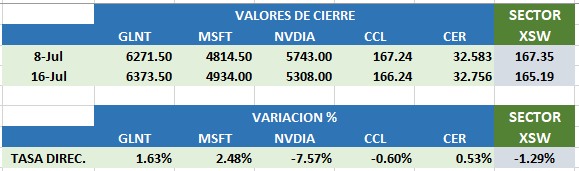 VALORES DE CIERRE SECTOR
GLNT MSFT NVDIA CCL CER XSW
8-Jul 6271.50 4814.50 5743.00 167.24 32.583 167.35
16-Jul 6373.50 4934.00 5308.00 166.24 32.756 165.19
VARIACION % SECTOR
GLNT MSFT NVDIA CCL CER XSW
TASA DIREC. 1.63% 2.48% -7.57% -0.60% 0.53% -1.29%